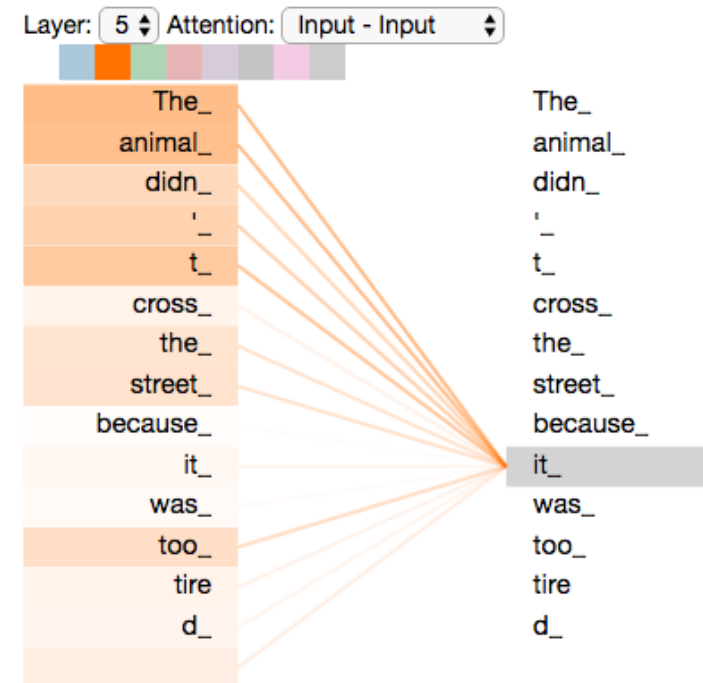 Layer: 5 Attention: Input - Input
The_ The_
animal_ animal_
didn_ didn_
'_ '_
t_ t_
cross_ cross_
the_ the_
street_ street_
because_ because_
it_ it_
was_ was_
too_ too_
tire tire
d_ d_